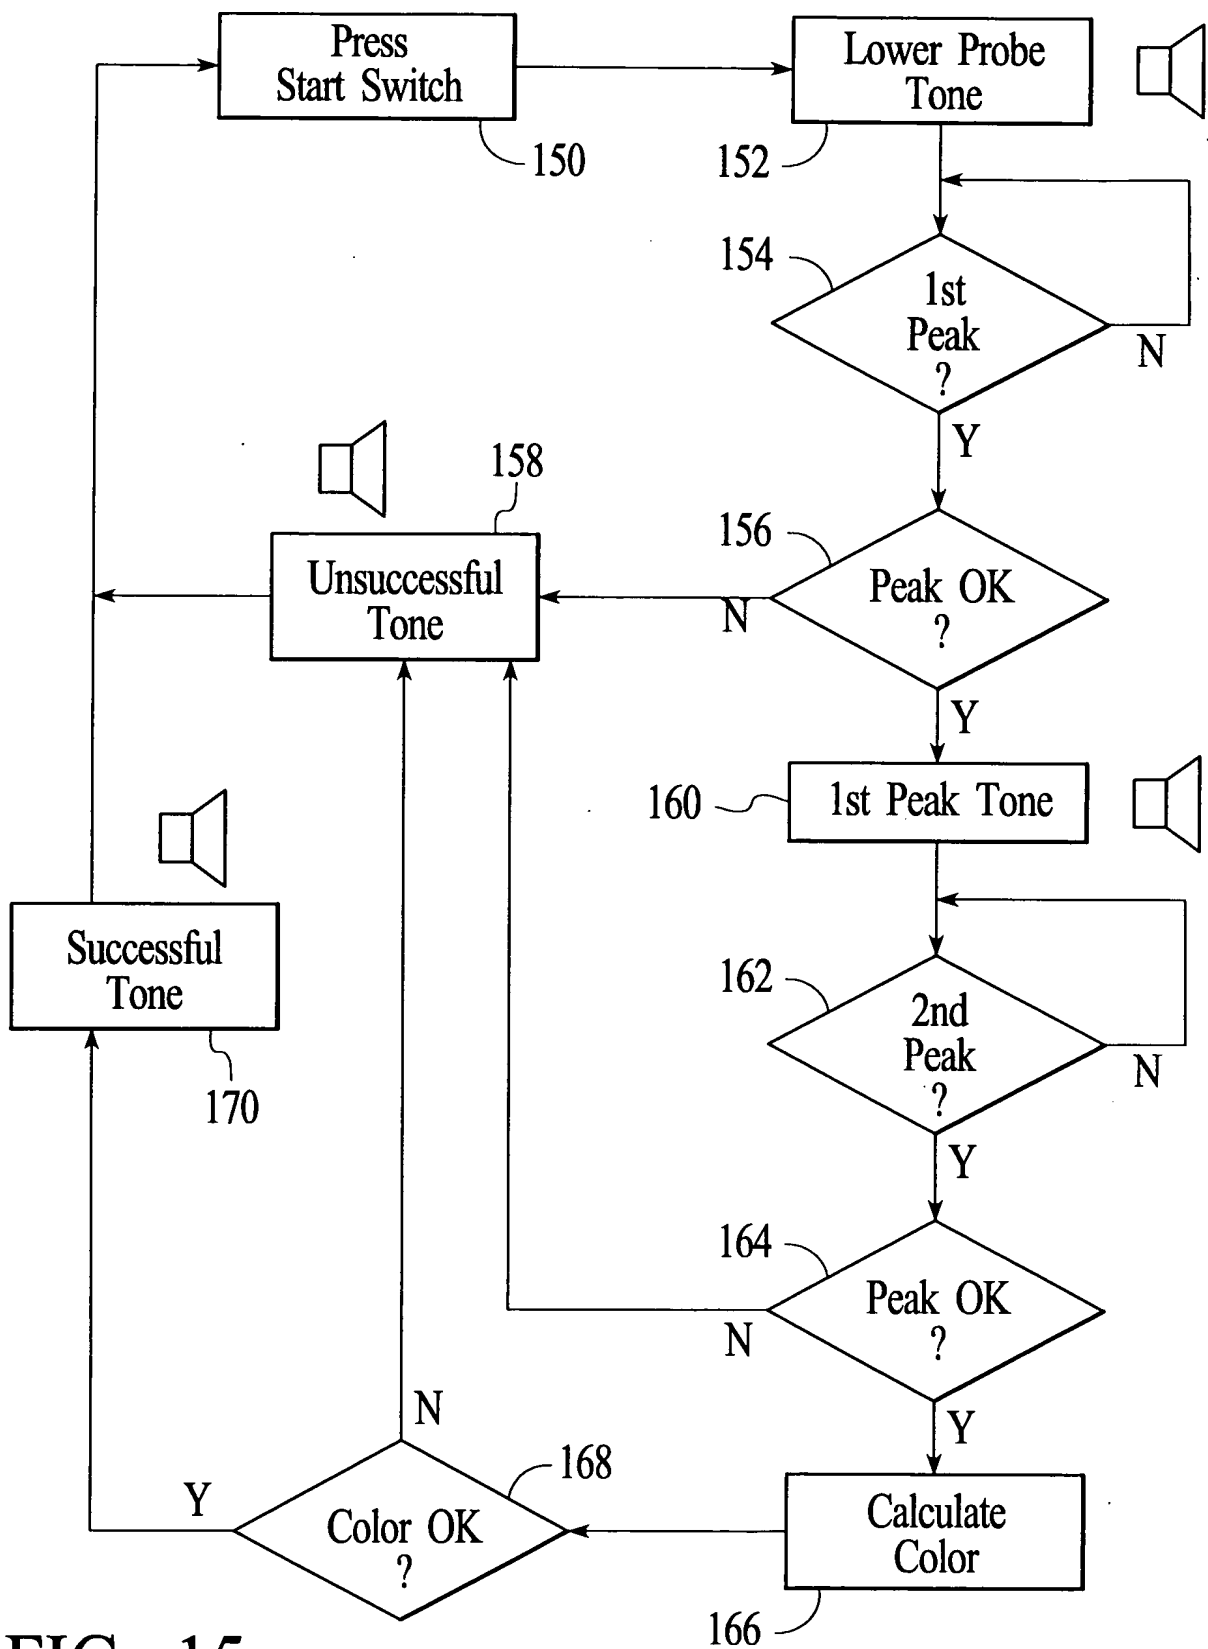 Press
Start Switch
150
Lower Probe
Tone
152
154
1st
Peak
?
N
Y
158
Unsuccessful
Tone
156
Peak OK
?
N
Y
160
1st Peak Tone
Successful
Tone
170
162
2nd
Peak
?
N
Y
164
Peak OK
?
N
Y
N
168
Y
Color OK
?
Calculate
Color
166
FIG. 15